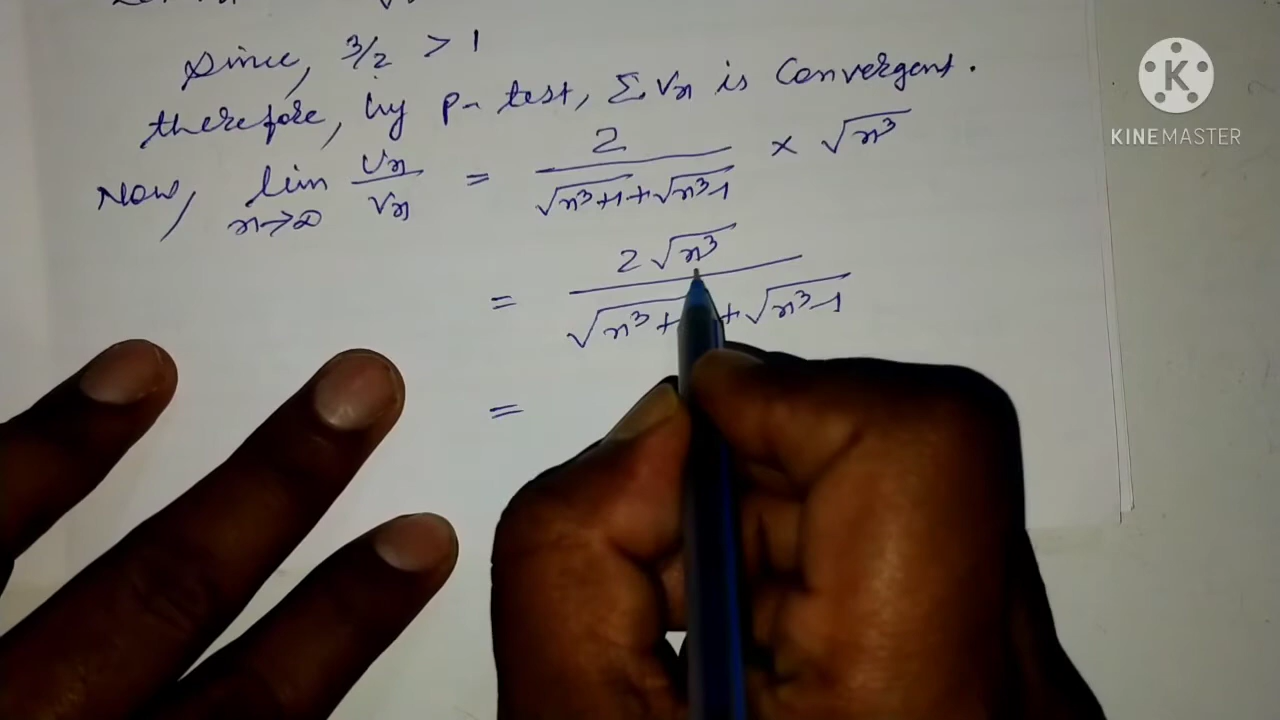 since, 3/2 > 1
therefore, by p-test, Σ Vn is Convergent.
Now, lim n→∞ Un/Vn = 2/(√(n³+1)+√(n³-1)) × √n³
= 2√n³/(√(n³+ + √(n³-1))
=
K
KINEMASTER